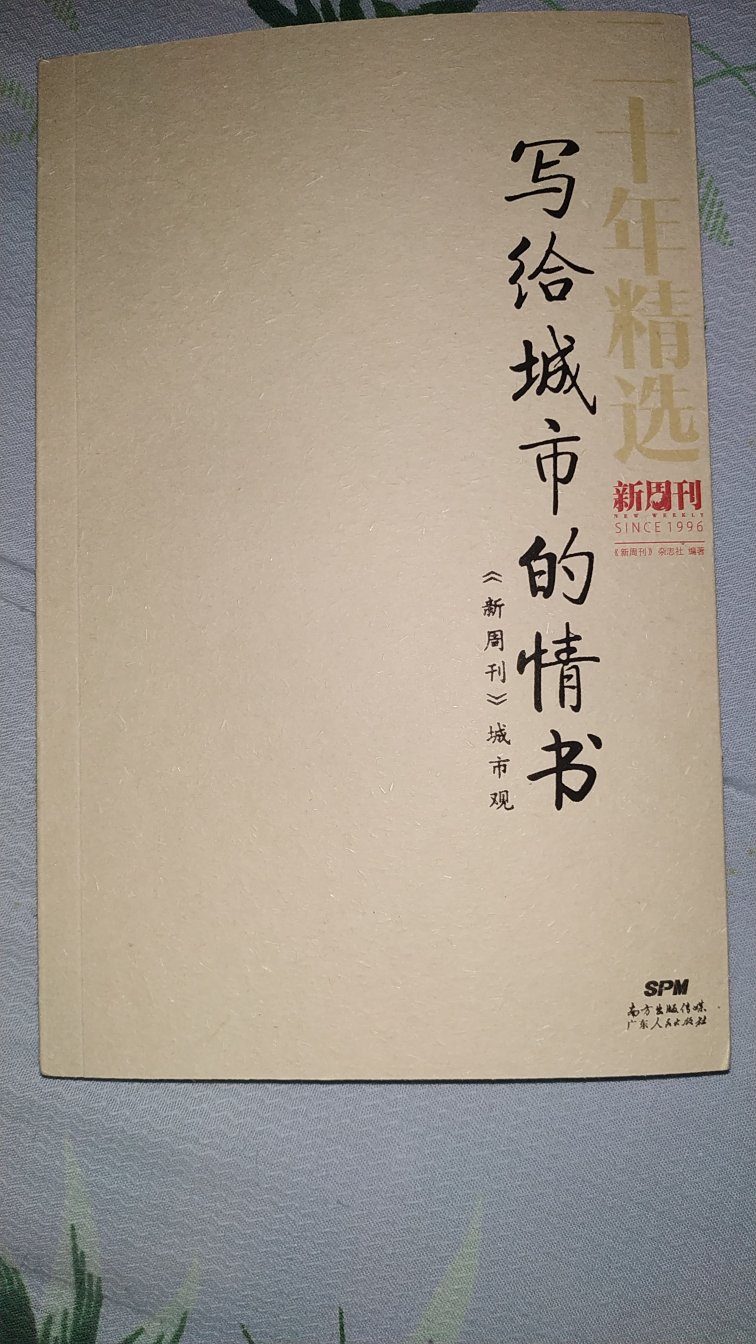 二十年精选
新周刊
NEW WEEKLY
SINCE 1996
《新周刊》杂志社 编著
写给城市的情书
《新周刊》城市观
SPM
南方出版传媒
广东人民出版社